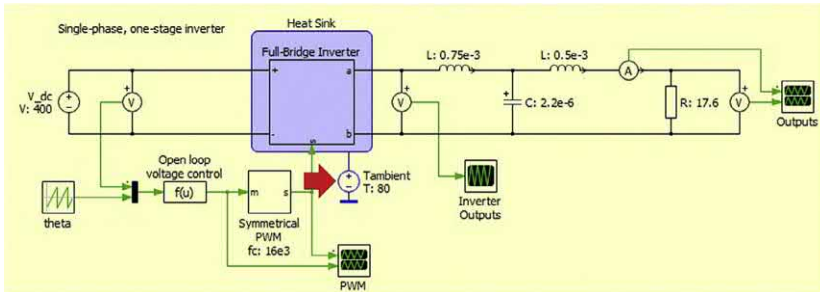 Heat Sink
Single-phase, one-stage inverter
Full-Bridge Inverter
L: 0.75e-3
L: 0.5e-3
+
a
A
V_dc
V: 400
V
V
C: 2.2e-6
R: 17.6
V
-
b
s
Outputs
Open loop
voltage control
f(u)
m
s
Tambient
T: 80
theta
Symmetrical
PWM
fc: 16e3
Inverter
Outputs
PWM